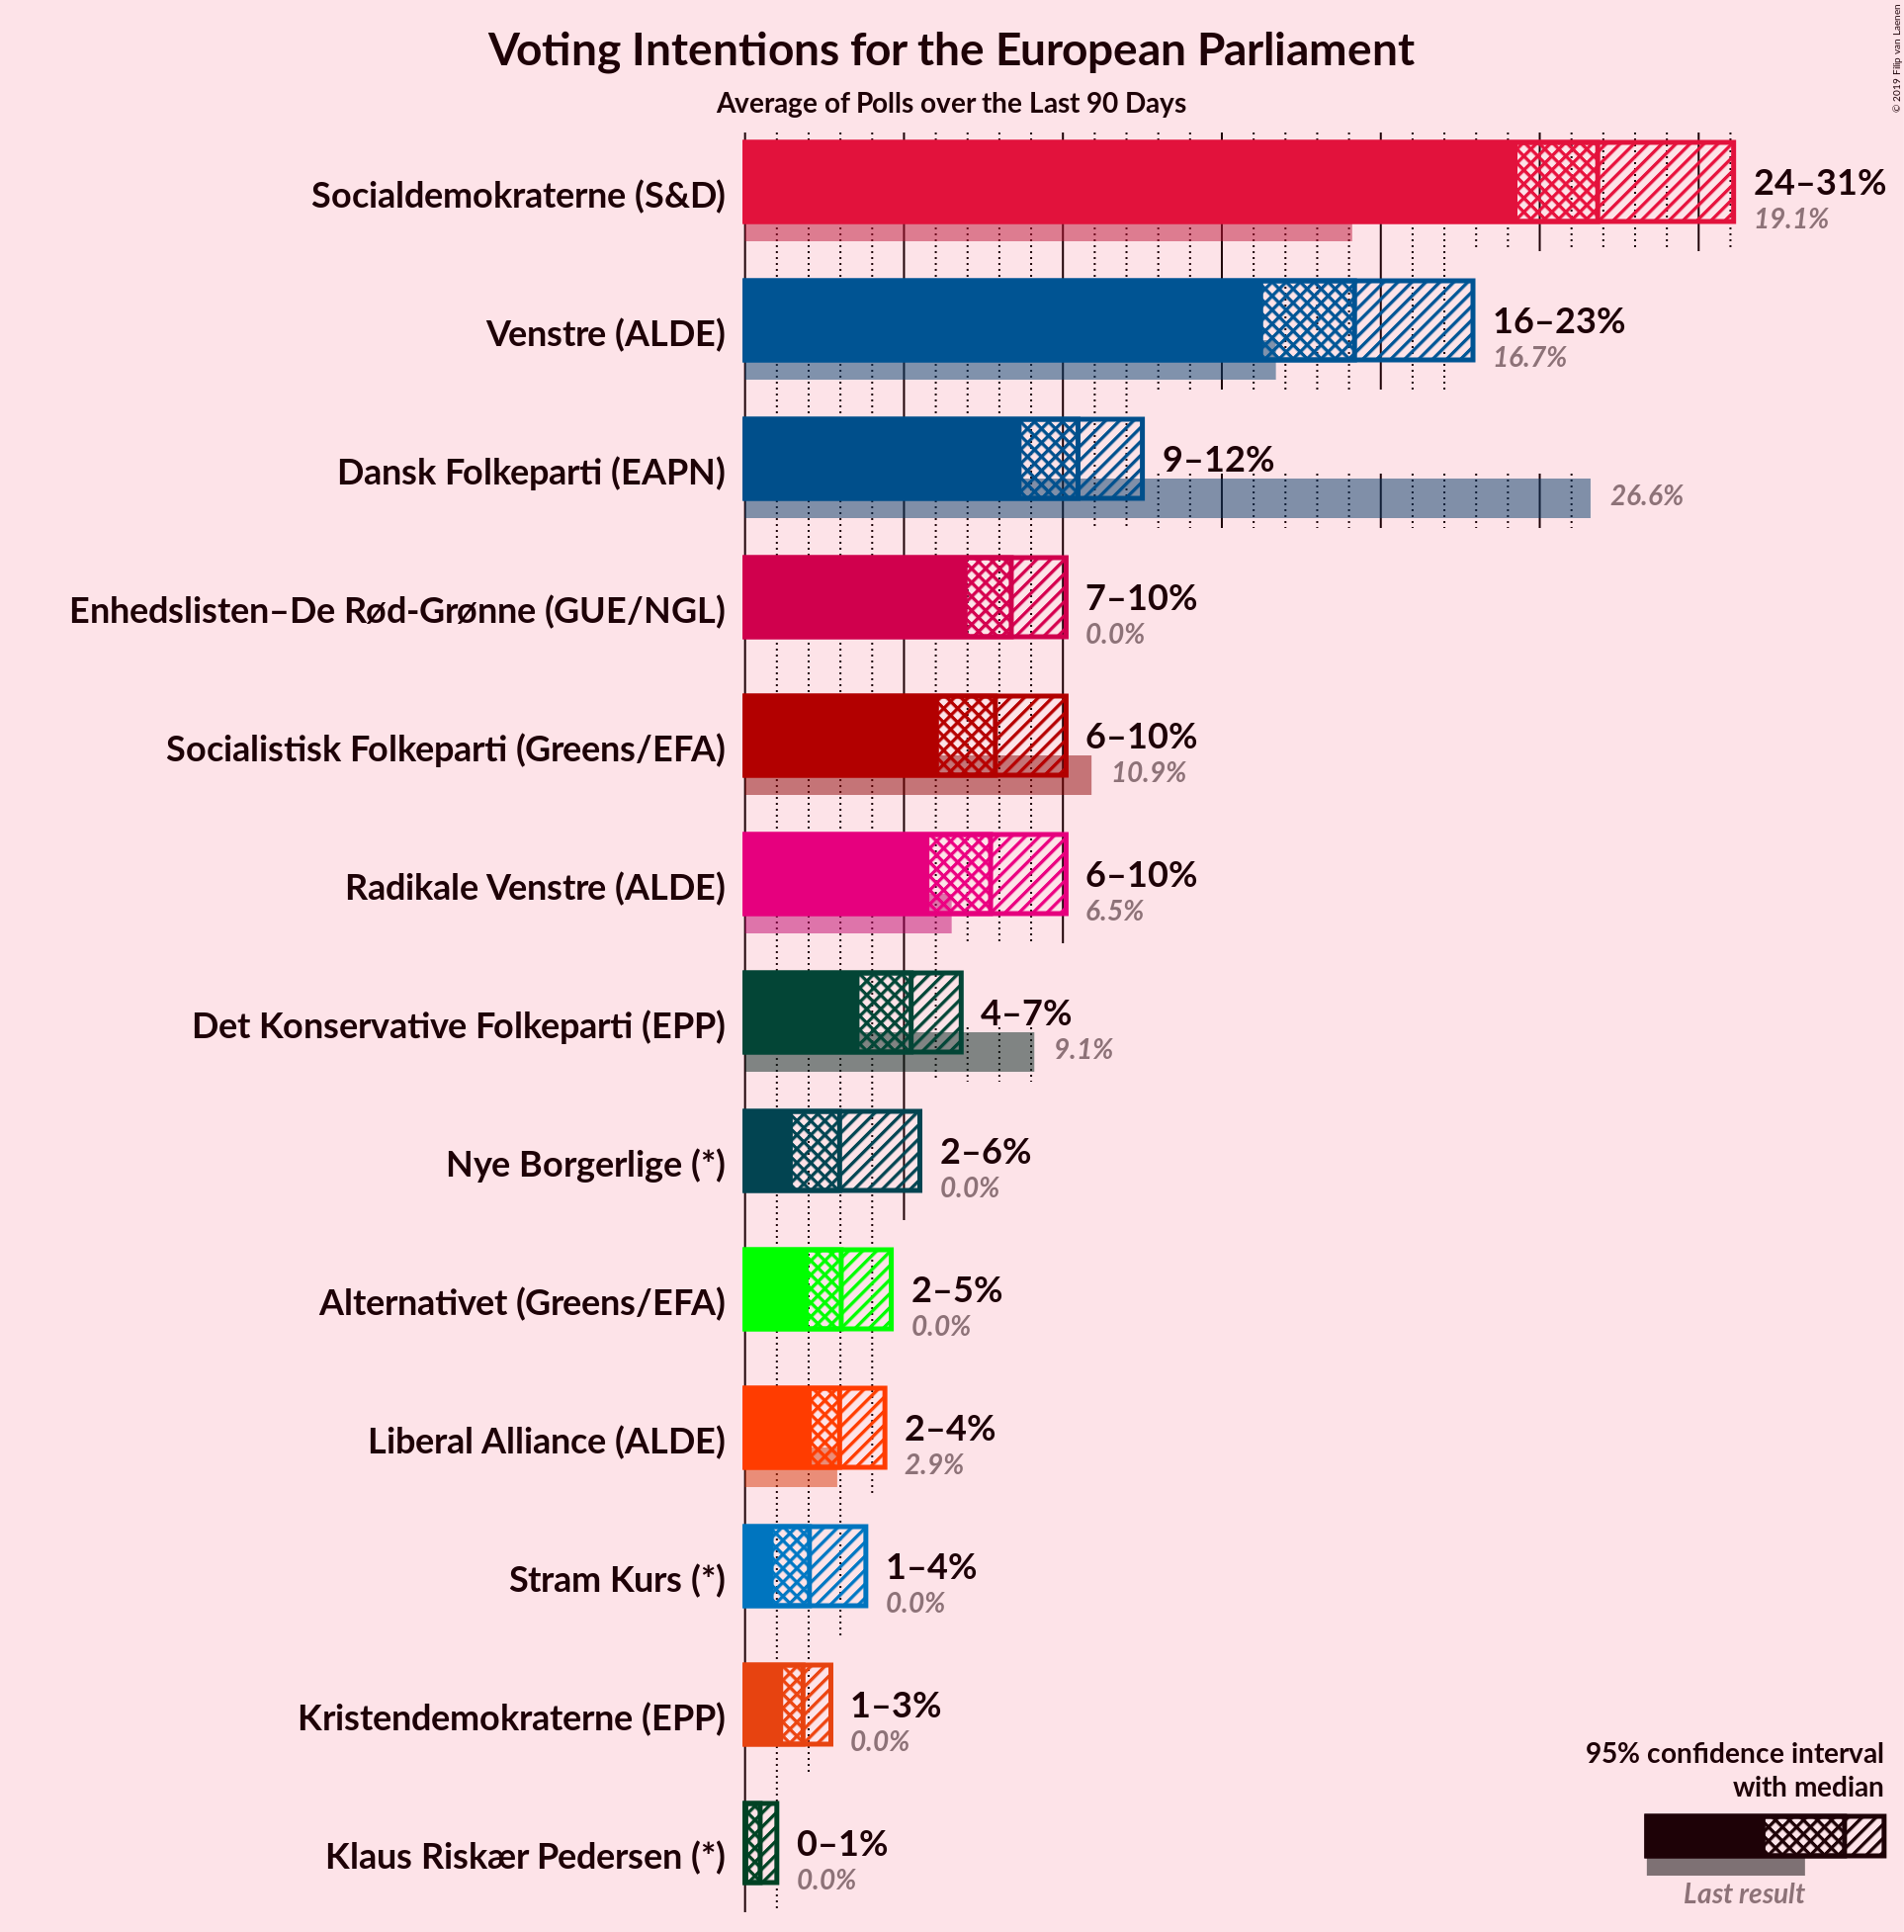 Voting Intentions for the European Parliament
Average of Polls over the Last 90 Days
© 2019 Filip van Laenen
Socialdemokraterne (S&D)
24–31%
19.1%
Venstre (ALDE)
16–23%
16.7%
Dansk Folkeparti (EAPN)
9–12%
26.6%
Enhedslisten–De Rød-Grønne (GUE/NGL)
7–10%
0.0%
Socialistisk Folkeparti (Greens/EFA)
6–10%
10.9%
Radikale Venstre (ALDE)
6–10%
6.5%
Det Konservative Folkeparti (EPP)
4–7%
9.1%
Nye Borgerlige (*)
2–6%
0.0%
Alternativet (Greens/EFA)
2–5%
0.0%
Liberal Alliance (ALDE)
2–4%
2.9%
Stram Kurs (*)
1–4%
0.0%
Kristendemokraterne (EPP)
1–3%
0.0%
Klaus Riskær Pedersen (*)
0–1%
0.0%
95% confidence interval
with median
Last result